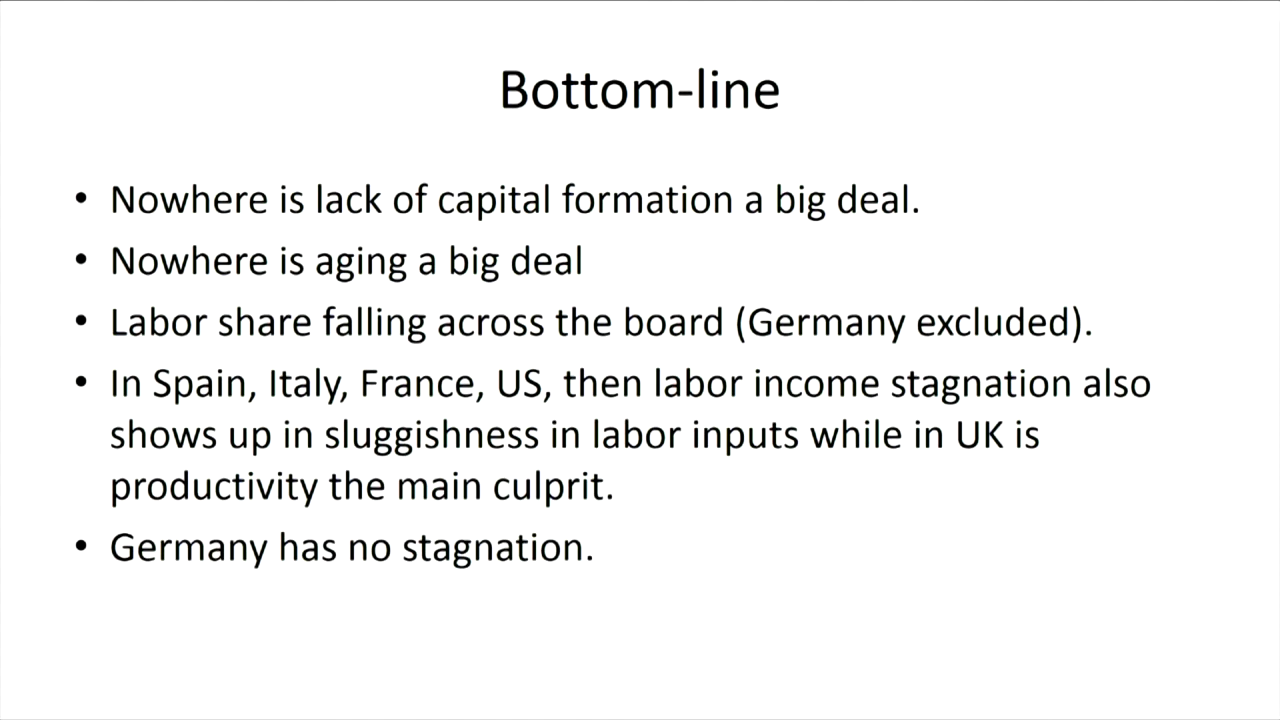 Bottom-line
• Nowhere is lack of capital formation a big deal.
• Nowhere is aging a big deal
• Labor share falling across the board (Germany excluded).
• In Spain, Italy, France, US, then labor income stagnation also
shows up in sluggishness in labor inputs while in UK is
productivity the main culprit.
• Germany has no stagnation.